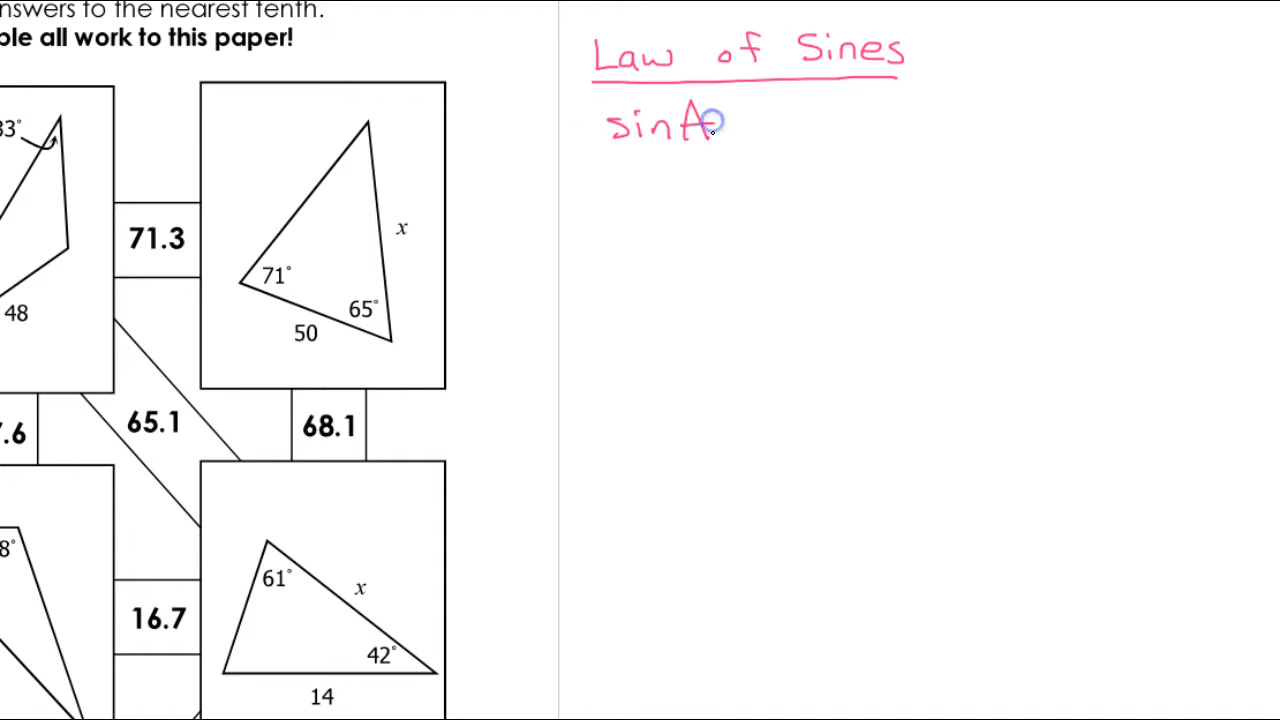 nswers to the nearest tenth.
ple all work to this paper!
Law of Sines
sinA
33°
48
71.3
x
71°
65°
50
65.1
68.1
7.6
8°
16.7
61°
x
42°
14